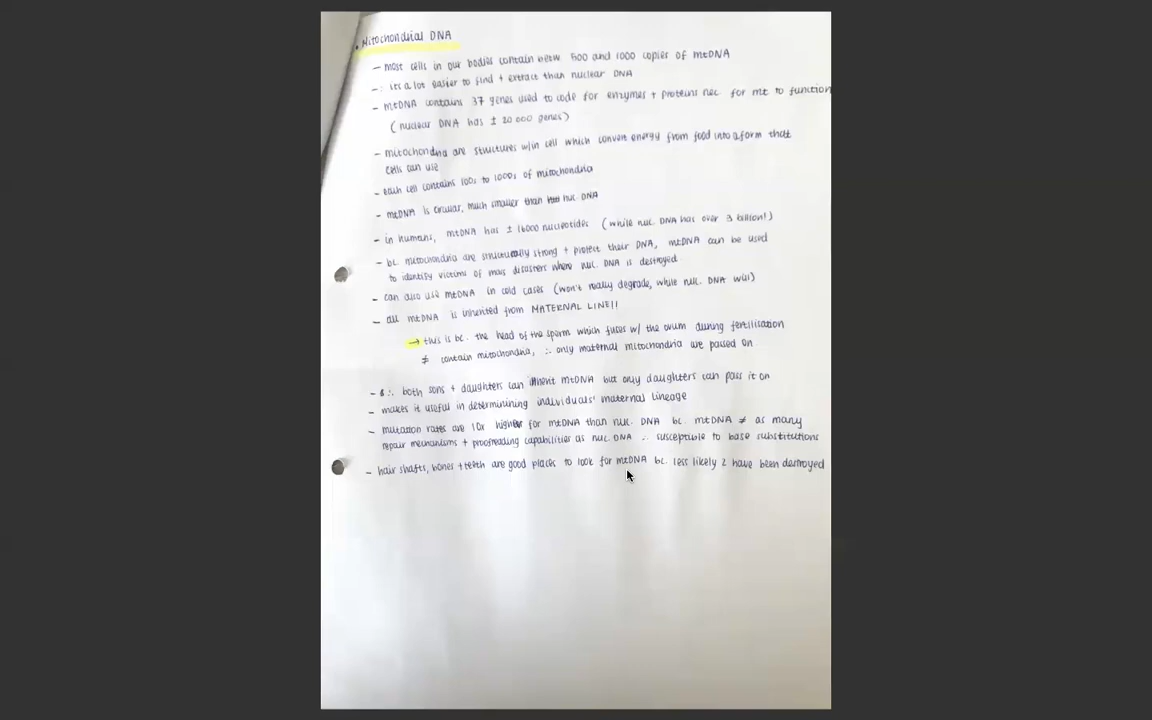 • Mitochondrial DNA
- most cells in our bodies contain betw 500 and 1000 copies of mtDNA
- ∴ its a lot easier to find + extract than nuclear DNA
- mtDNA contains 37 genes used to code for enzymes + proteins nec. for mt to function
(nuclear DNA has ± 20 000 genes)
- mitochondria are structures w/in cell which convert energy from food into a form that
cells can use
- each cell contains 100s to 1000s of mitochondria
- mtDNA is circular, much smaller than nuc. DNA
- in humans, mtDNA has ± 16000 nucleotides (while nuc. DNA has over 3 billion!)
- bc. mitochondria are structurally strong + protect their DNA, mtDNA can be used
to identify victims of mass disasters where nuc. DNA is destroyed.
- can also use mtDNA in cold cases (won't really degrade, while nuc. DNA will)
- all mtDNA is inherited from MATERNAL LINE!!
→ this is bc. the head of the sperm which fuses w/ the ovum during fertilisation
≠ contain mitochondria, ∴ only maternal mitochondria are passed on
- ∴ both sons + daughters can inherit mtDNA but only daughters can pass it on
- makes it useful in determinining individuals' maternal lineage
- mutation rates are 10x higher for mtDNA than nuc. DNA bc. mtDNA ≠ as many
repair mechanisms + proofreading capabilities as nuc. DNA ∴ susceptible to base substitutions
- hair shafts, bones + teeth are good places to look for mtDNA bc. less likely 2 have been destroyed